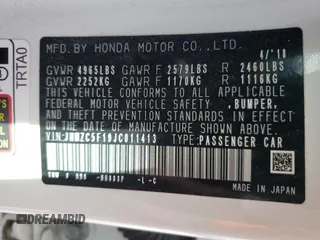 TRTA0
MFD. BY HONDA MOTOR CO.,LTD. 4/'18
GVWR 4965LBS GAWR F 2579LBS R 2460LBS
GVWR 2252KG GAWR F 1170KG R 1116KG
THIS VEHICLE CONFORMS TO ALL APPLICABLE
FEDERAL MOTOR VEHICLE SAFETY, BUMPER,
AND THEFT PREVENTION STANDARDS IN EFFECT
ON THE DATE OF MANUFACTURE SHOWN ABOVE.
TYPE:PASSENGER CAR
-L -C
MADE IN JAPAN
DREAMBID